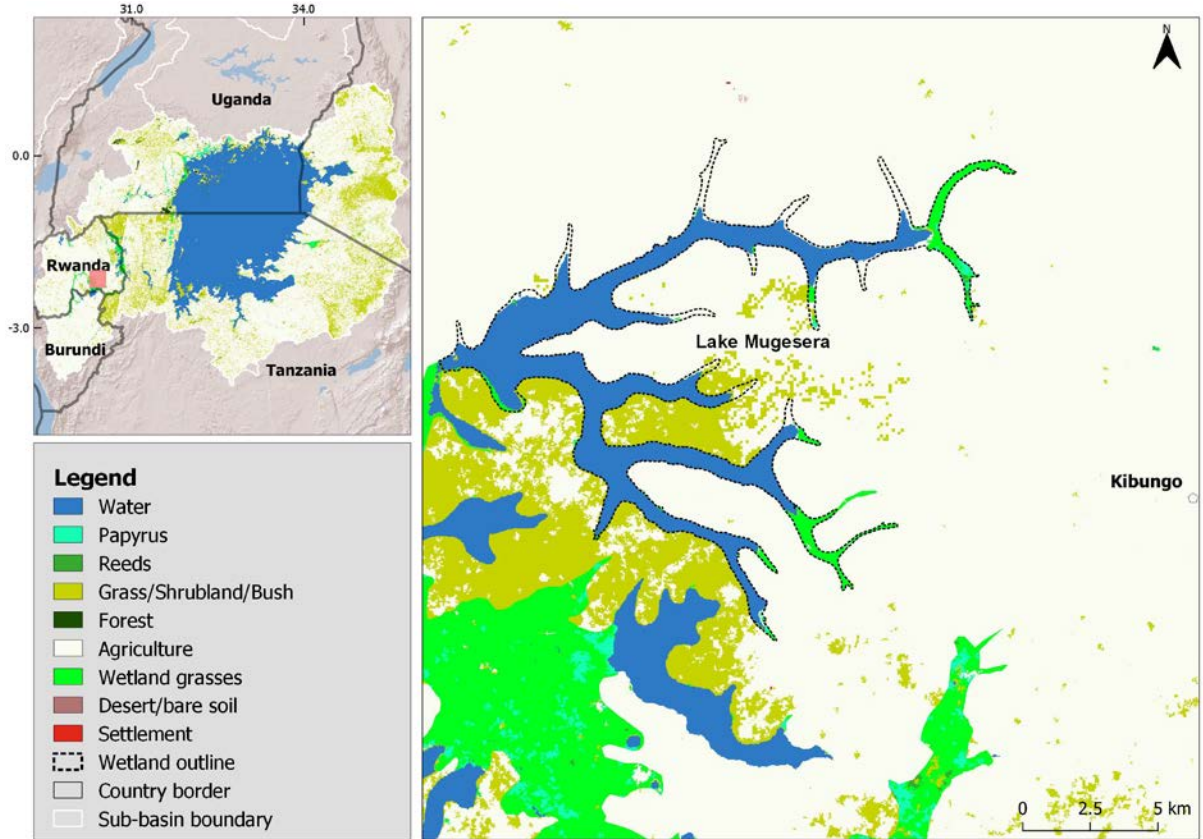 31.0 34.0
Uganda
0.0
Rwanda
-3.0
Burundi
Tanzania
Legend
Water
Papyrus
Reeds
Grass/Shrubland/Bush
Forest
Agriculture
Wetland grasses
Desert/bare soil
Settlement
Wetland outline
Country border
Sub-basin boundary
N
Lake Mugesera
Kibungo
0 2.5 5 km